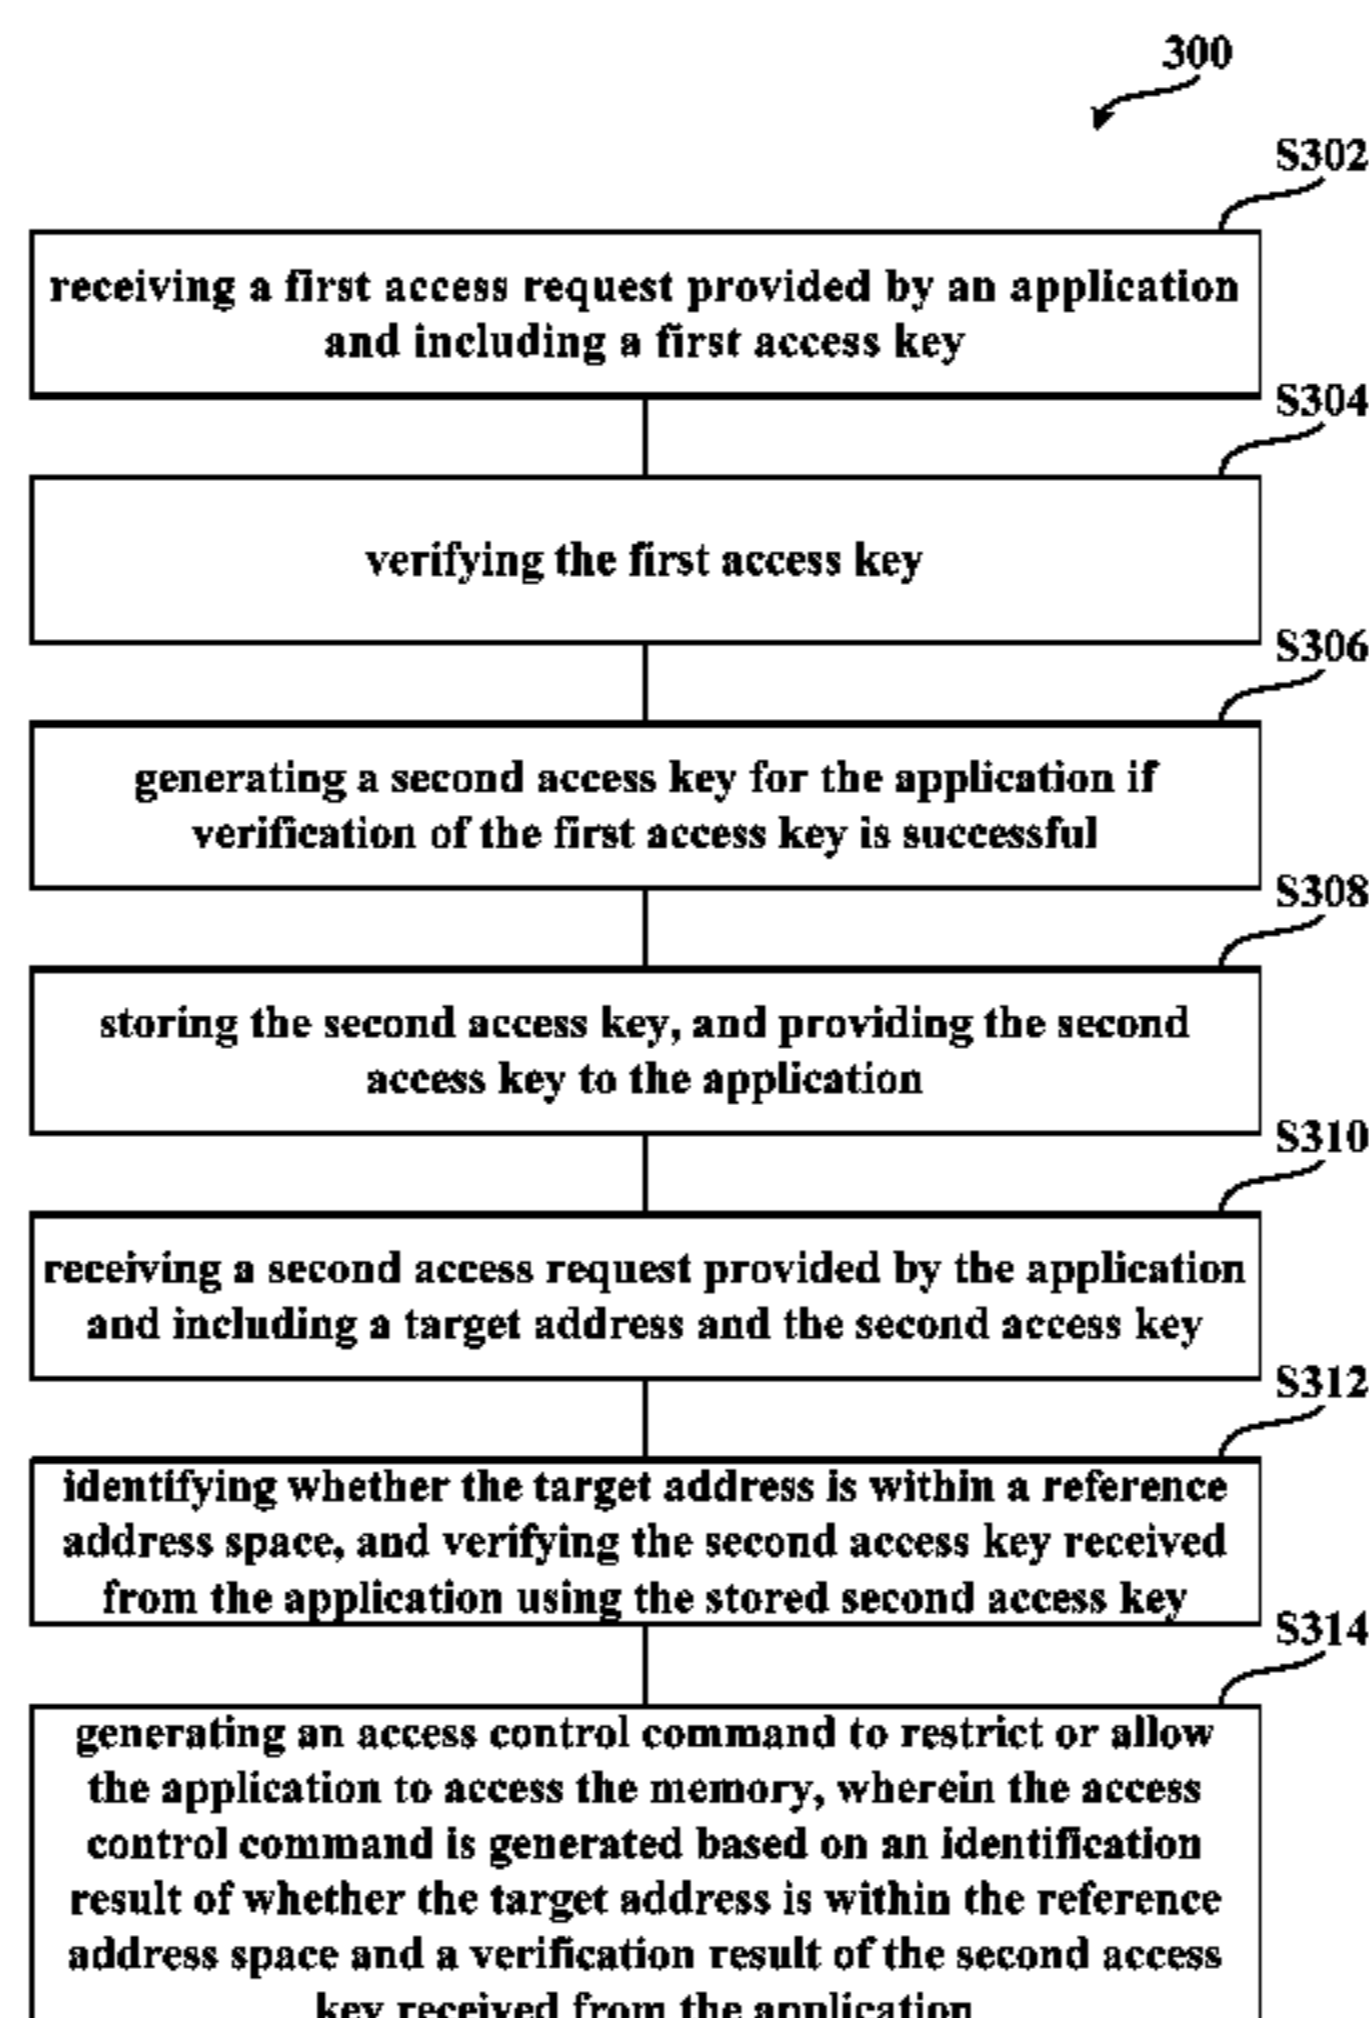 300
S302
receiving a first access request provided by an application
and including a first access key
S304
verifying the first access key
S306
generating a second access key for the application if
verification of the first access key is successful
S308
storing the second access key, and providing the second
access key to the application
S310
receiving a second access request provided by the application
and including a target address and the second access key
S312
identifying whether the target address is within a reference
address space, and verifying the second access key received
from the application using the stored second access key
S314
generating an access control command to restrict or allow
the application to access the memory, wherein the access
control command is generated based on an identification
result of whether the target address is within the reference
address space and a verification result of the second access
key received from the application